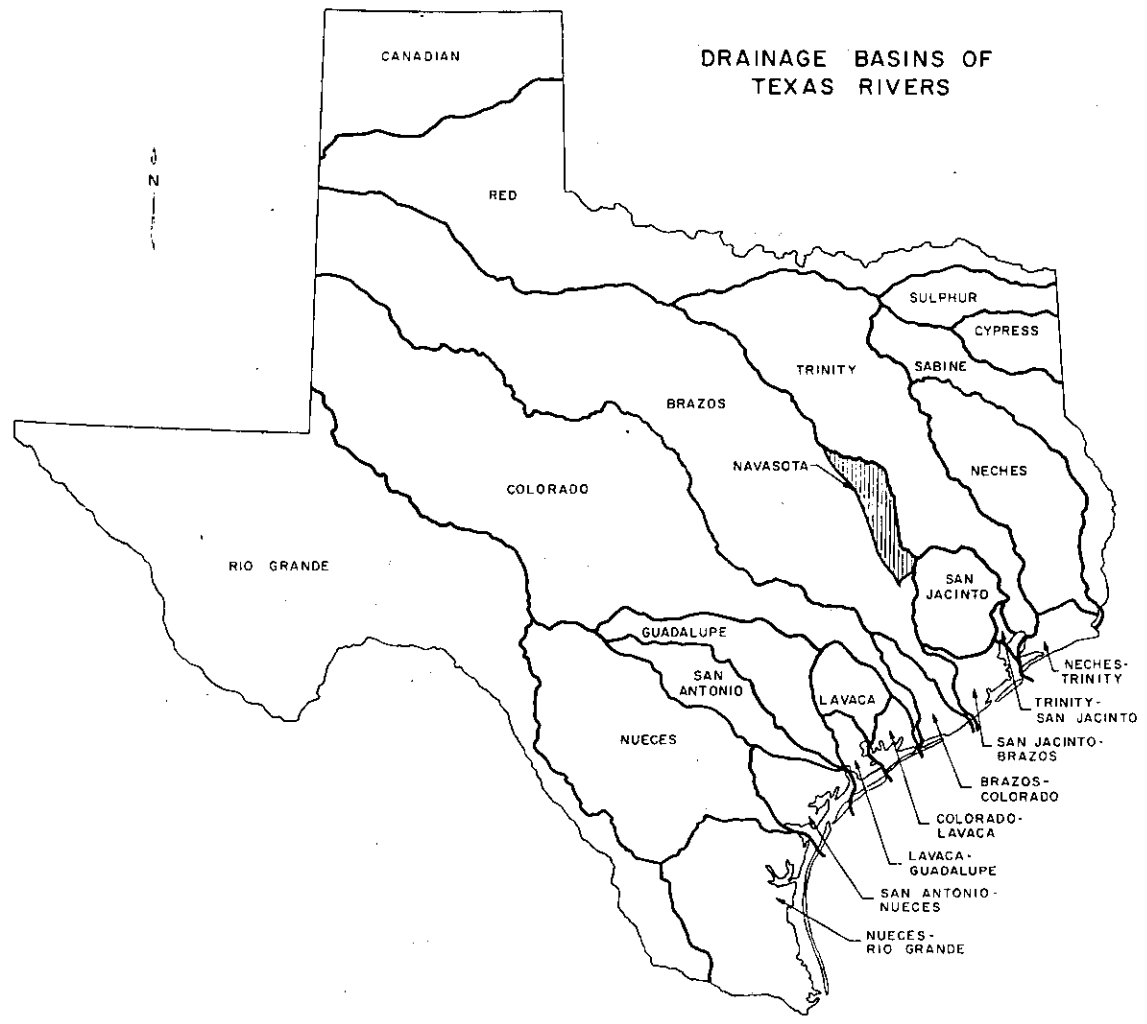 DRAINAGE BASINS OF
TEXAS RIVERS
CANADIAN
N
RED
SULPHUR
CYPRESS
SABINE
TRINITY
BRAZOS
NAVASOTA
NECHES
COLORADO
RIO GRANDE
SAN
JACINTO
GUADALUPE
SAN
ANTONIO
LAVACA
NUECES
NECHES-
TRINITY
TRINITY-
SAN JACINTO
SAN JACINTO-
BRAZOS
BRAZOS-
COLORADO
COLORADO-
LAVACA
LAVACA-
GUADALUPE
SAN ANTONIO-
NUECES
NUECES-
RIO GRANDE